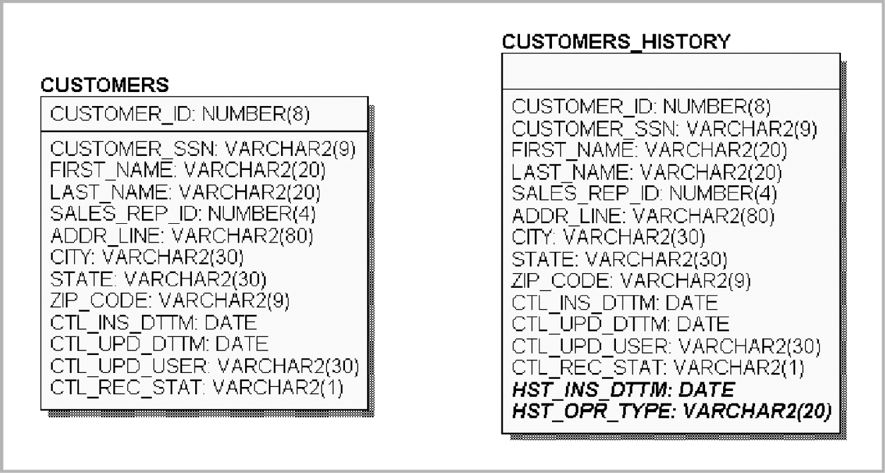 CUSTOMERS
CUSTOMER_ID: NUMBER(8)
CUSTOMER_SSN: VARCHAR2(9)
FIRST_NAME: VARCHAR2(20)
LAST_NAME: VARCHAR2(20)
SALES_REP_ID: NUMBER(4)
ADDR_LINE: VARCHAR2(80)
CITY: VARCHAR2(30)
STATE: VARCHAR2(30)
ZIP_CODE: VARCHAR2(9)
CTL_INS_DTTM: DATE
CTL_UPD_DTTM: DATE
CTL_UPD_USER: VARCHAR2(30)
CTL_REC_STAT: VARCHAR2(1)
CUSTOMERS_HISTORY
CUSTOMER_ID: NUMBER(8)
CUSTOMER_SSN: VARCHAR2(9)
FIRST_NAME: VARCHAR2(20)
LAST_NAME: VARCHAR2(20)
SALES_REP_ID: NUMBER(4)
ADDR_LINE: VARCHAR2(80)
CITY: VARCHAR2(30)
STATE: VARCHAR2(30)
ZIP_CODE: VARCHAR2(9)
CTL_INS_DTTM: DATE
CTL_UPD_DTTM: DATE
CTL_UPD_USER: VARCHAR2(30)
CTL_REC_STAT: VARCHAR2(1)
HST_INS_DTTM: DATE
HST_OPR_TYPE: VARCHAR2(20)